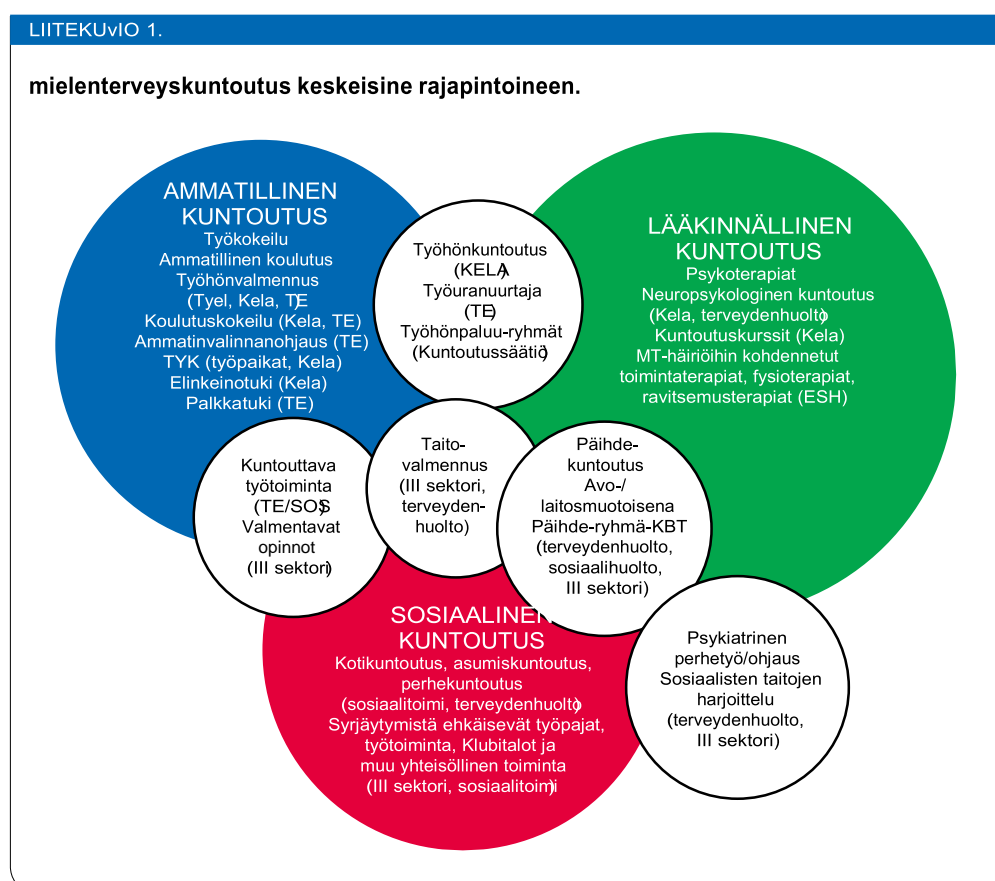 LIITEKUvIO 1.
mielenterveyskuntoutus keskeisine rajapintoineen.
AMMATILLINEN
KUNTOUTUS
Työkokeilu
Ammatillinen koulutus
Työhönvalmennus
(Tyel, Kela, TE)
Koulutuskokeilu (Kela, TE)
Ammatinvalinnanohjaus (TE)
TYK (työpaikat, Kela)
Elinkeinotuki (Kela)
Palkkatuki (TE)
Työhönkuntoutus
(KELA)
Työuranuurtaja
(TE)
Työhönpaluu-ryhmät
(Kuntoutussäätiö)
LÄÄKINNÄLLINEN
KUNTOUTUS
Psykoterapiat
Neuropsykologinen kuntoutus
(Kela, terveydenhuolto)
Kuntoutuskurssit (Kela)
MT-häiriöihin kohdennetut
toimintaterapiat, fysioterapiat,
ravitsemusterapiat (ESH)
Kuntouttava
työtoiminta
(TE/SOS)
Valmentavat
opinnot
(III sektori)
Taito-
valmennus
(III sektori,
terveyden-
huolto)
Päihde-
kuntoutus
Avo-/
laitosmuotoisena
Päihde-ryhmä-KBT
(terveydenhuolto,
sosiaalihuolto,
III sektori)
SOSIAALINEN
KUNTOUTUS
Kotikuntoutus, asumiskuntoutus,
perhekuntoutus
(sosiaalitoimi, terveydenhuolto)
Syrjäytymistä ehkäisevät työpajat,
työtoiminta, Klubitalot ja
muu yhteisöllinen toiminta
(III sektori, sosiaalitoimi)
Psykiatrinen
perhetyö/ohjaus
Sosiaalisten taitojen
harjoittelu
(terveydenhuolto,
III sektori)